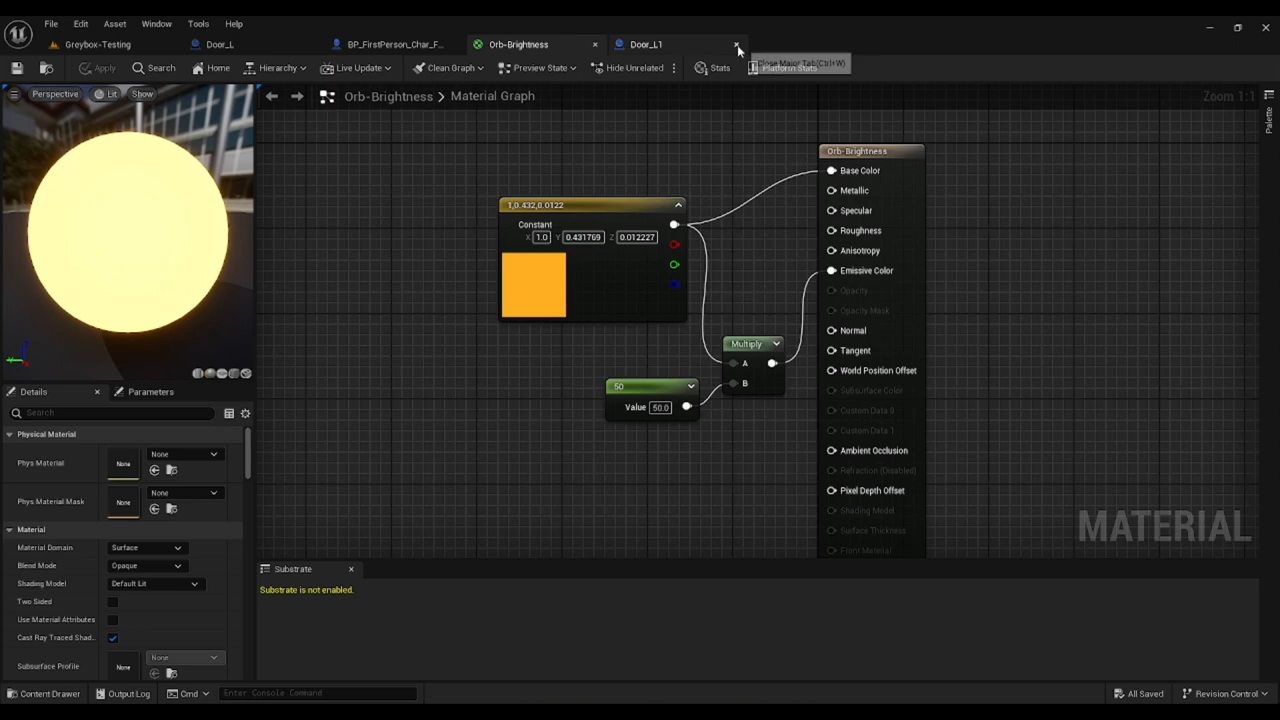 File Edit Asset Window Tools Help
Greybox-Testing Door_L BP_FirstPerson_Char_F... Orb-Brightness Door_L1
Close Major Tab (Ctrl+W)
Apply Search Home Hierarchy Live Update Clean Graph Preview State Hide Unrelated Stats Platform Stats
Perspective Lit Show
Orb-Brightness > Material Graph
Zoom 1:1
Palette
Orb-Brightness
Base Color
Metallic
Specular
Roughness
Anisotropy
Emissive Color
Opacity
Opacity Mask
Normal
Tangent
World Position Offset
Subsurface Color
Custom Data 0
Custom Data 1
Ambient Occlusion
Refraction (Disabled)
Pixel Depth Offset
Shading Model
Surface Thickness
Front Material
1,0.432,0.0122
Constant
X 1.0 Y 0.431769 Z 0.012227
Multiply
A
B
50
Value 50.0
MATERIAL
Details Parameters
Search
Physical Material
Phys Material None None
Phys Material Mask None None
Material
Material Domain Surface
Blend Mode Opaque
Shading Model Default Lit
Two Sided
Use Material Attributes
Cast Ray Traced Shad...
Subsurface Profile None None
Substrate
Substrate is not enabled.
Content Drawer Output Log Cmd Enter Console Command All Saved Revision Control